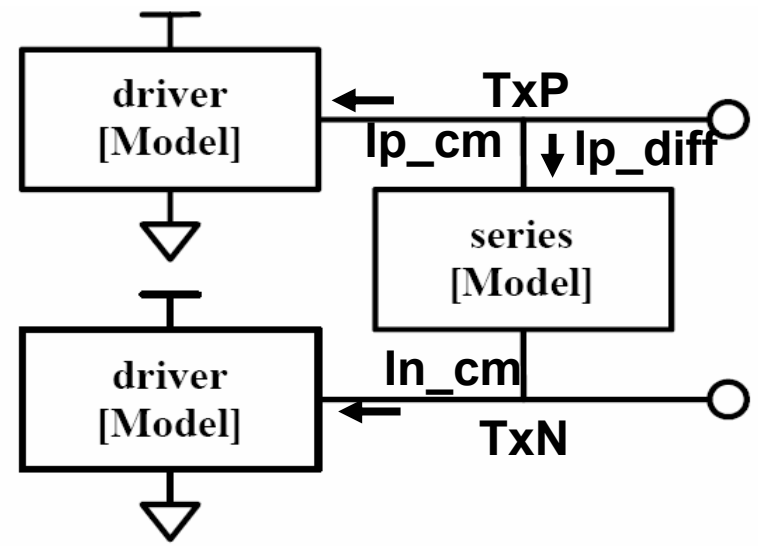 driver
[Model]
TxP
Ip_cm
Ip_diff
series
[Model]
driver
[Model]
In_cm
TxN